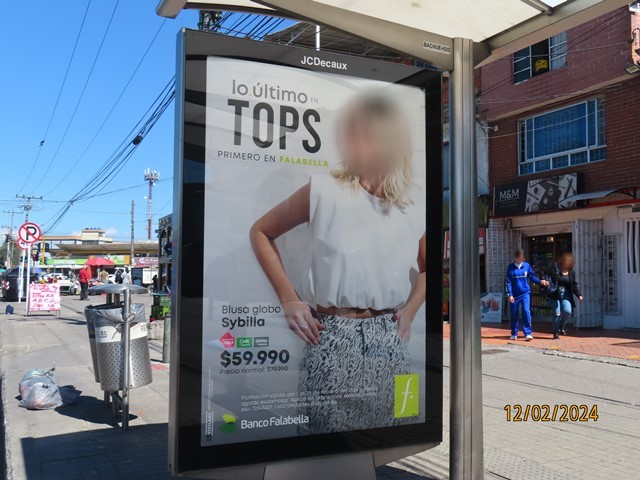 JCDecaux
BACHUE
lo último EN
TOPS
PRIMERO EN FALABELLA
Blusa globo
Sybilla
$59.990
Precio normal: $79.990
Banco Falabella
f.
M&M
12/02/2024